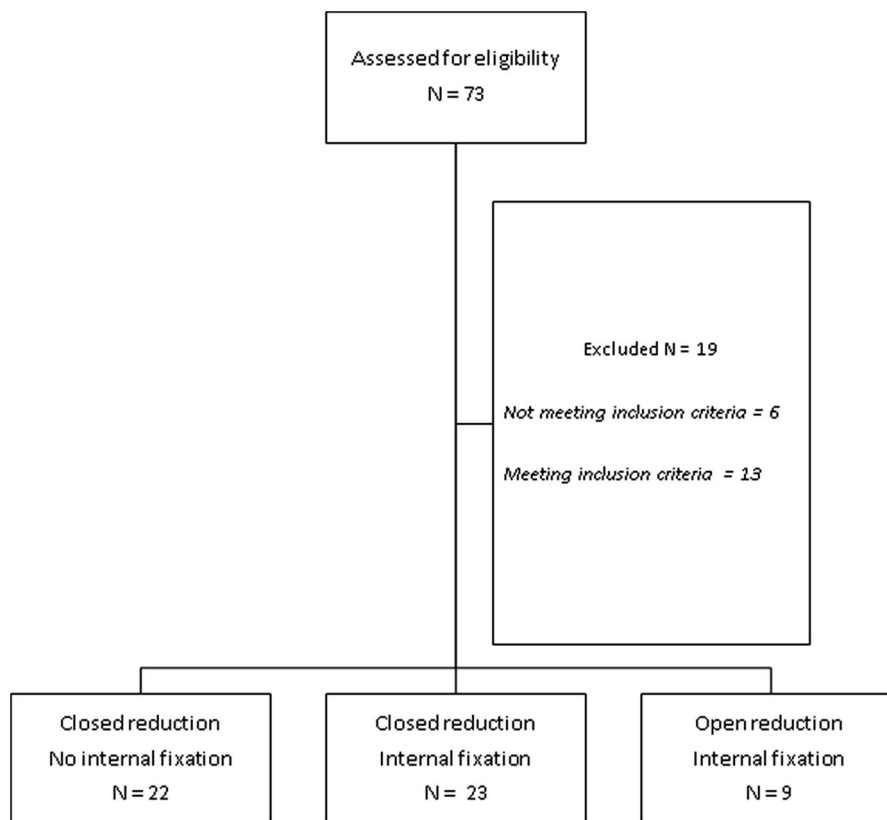 Assessed for eligibility
N = 73
Excluded N = 19
Not meeting inclusion criteria = 6
Meeting inclusion criteria = 13
Closed reduction
No internal fixation
N = 22
Closed reduction
Internal fixation
N = 23
Open reduction
Internal fixation
N = 9